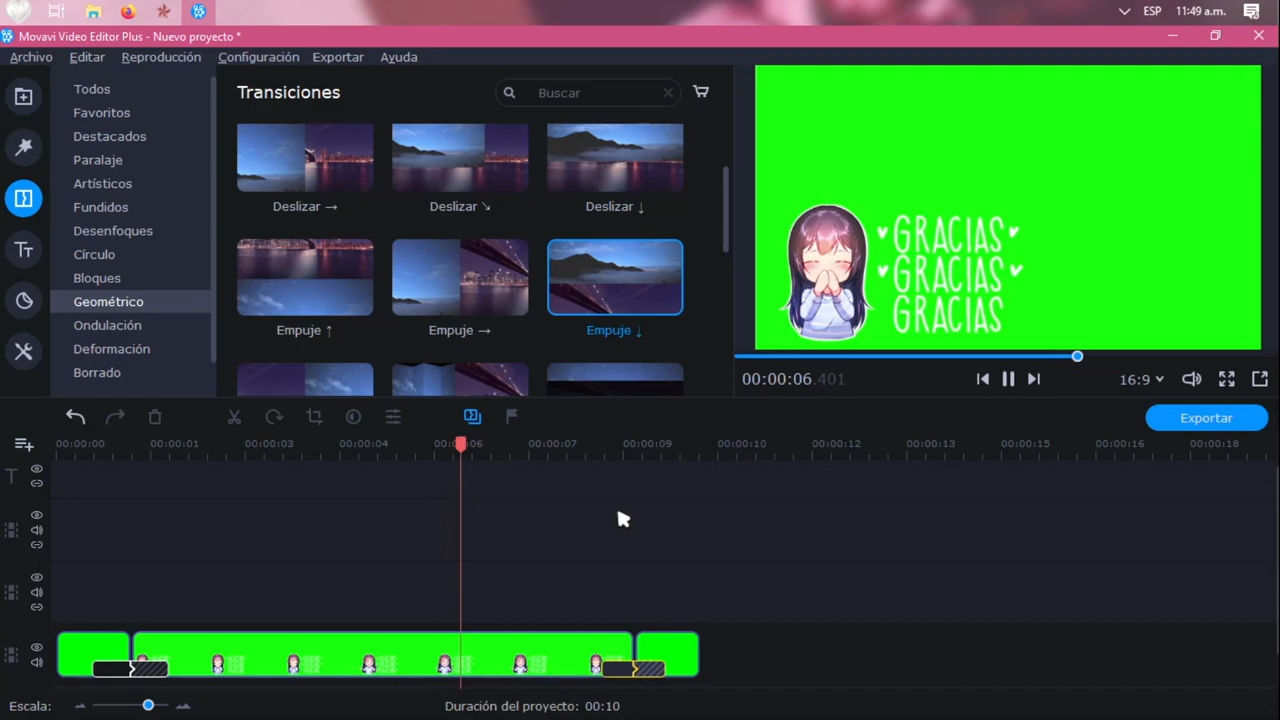 ESP 11:49 a.m.
Movavi Video Editor Plus - Nuevo proyecto *
Archivo Editar Reproducción Configuración Exportar Ayuda
Todos
Favoritos
Destacados
Paralaje
Artísticos
Fundidos
Desenfoques
Círculo
Bloques
Geométrico
Ondulación
Deformación
Borrado
Transiciones
Buscar
Deslizar → Deslizar ↘ Deslizar ↓
Empuje ↑ Empuje → Empuje ↓
GRACIAS
GRACIAS
GRACIAS
00:00:06.401
16:9
Exportar
00:00:00 00:00:01 00:00:03 00:00:04 00:00:06 00:00:07 00:00:09 00:00:10 00:00:12 00:00:13 00:00:15 00:00:16 00:00:18
T
Escala:
Duración del proyecto: 00:10